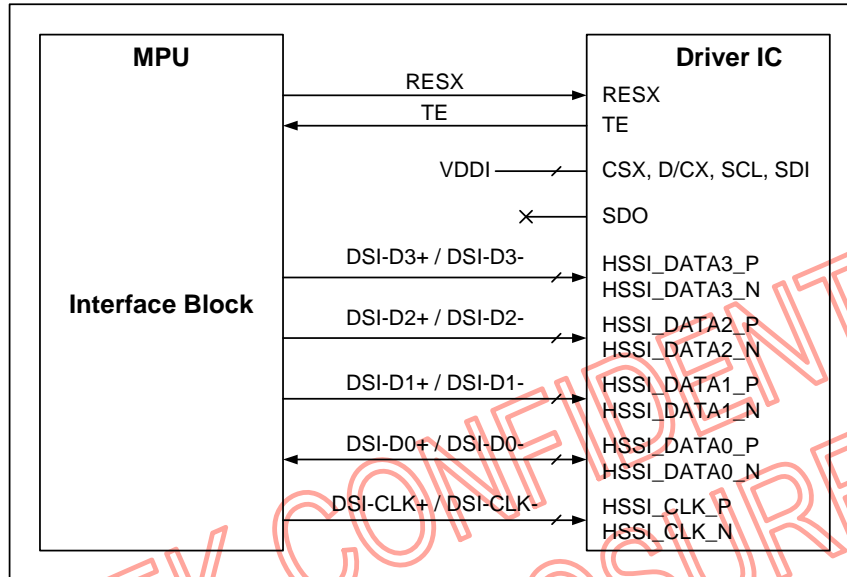 MPU
Driver IC
RESX
RESX
TE
TE
VDDI
CSX, D/CX, SCL, SDI
SDO
DSI-D3+ / DSI-D3-
HSSI_DATA3_P
HSSI_DATA3_N
Interface Block
DSI-D2+ / DSI-D2-
HSSI_DATA2_P
HSSI_DATA2_N
DSI-D1+ / DSI-D1-
HSSI_DATA1_P
HSSI_DATA1_N
DSI-D0+ / DSI-D0-
HSSI_DATA0_P
HSSI_DATA0_N
DSI-CLK+ / DSI-CLK-
HSSI_CLK_P
HSSI_CLK_N